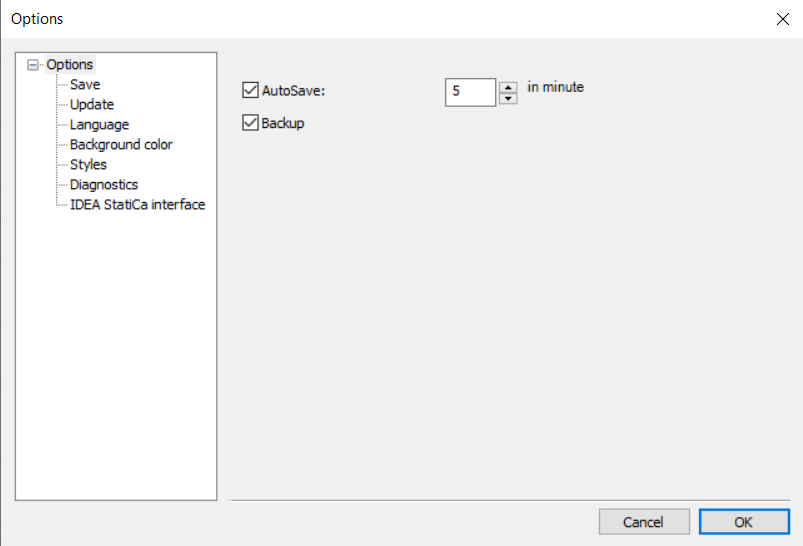 Options
Options
Save
Update
Language
Background color
Styles
Diagnostics
IDEA StatiCa interface
AutoSave: 5 in minute
Backup
Cancel OK